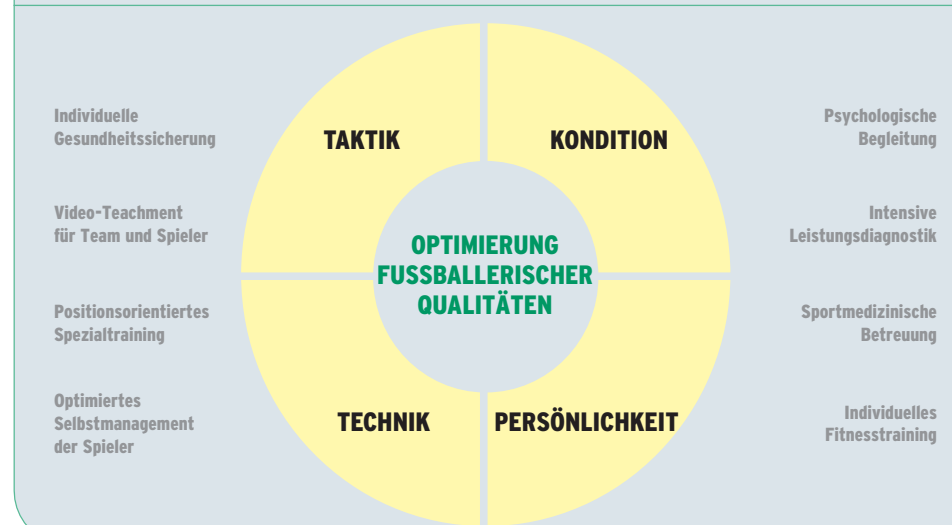 Individuelle
Gesundheitssicherung
Video-Teachment
für Team und Spieler
Positionsorientiertes
Spezialtraining
Optimiertes
Selbstmanagement
der Spieler
TAKTIK
KONDITION
OPTIMIERUNG
FUSSBALLERISCHER
QUALITÄTEN
TECHNIK
PERSÖNLICHKEIT
Psychologische
Begleitung
Intensive
Leistungsdiagnostik
Sportmedizinische
Betreuung
Individuelles
Fitnesstraining